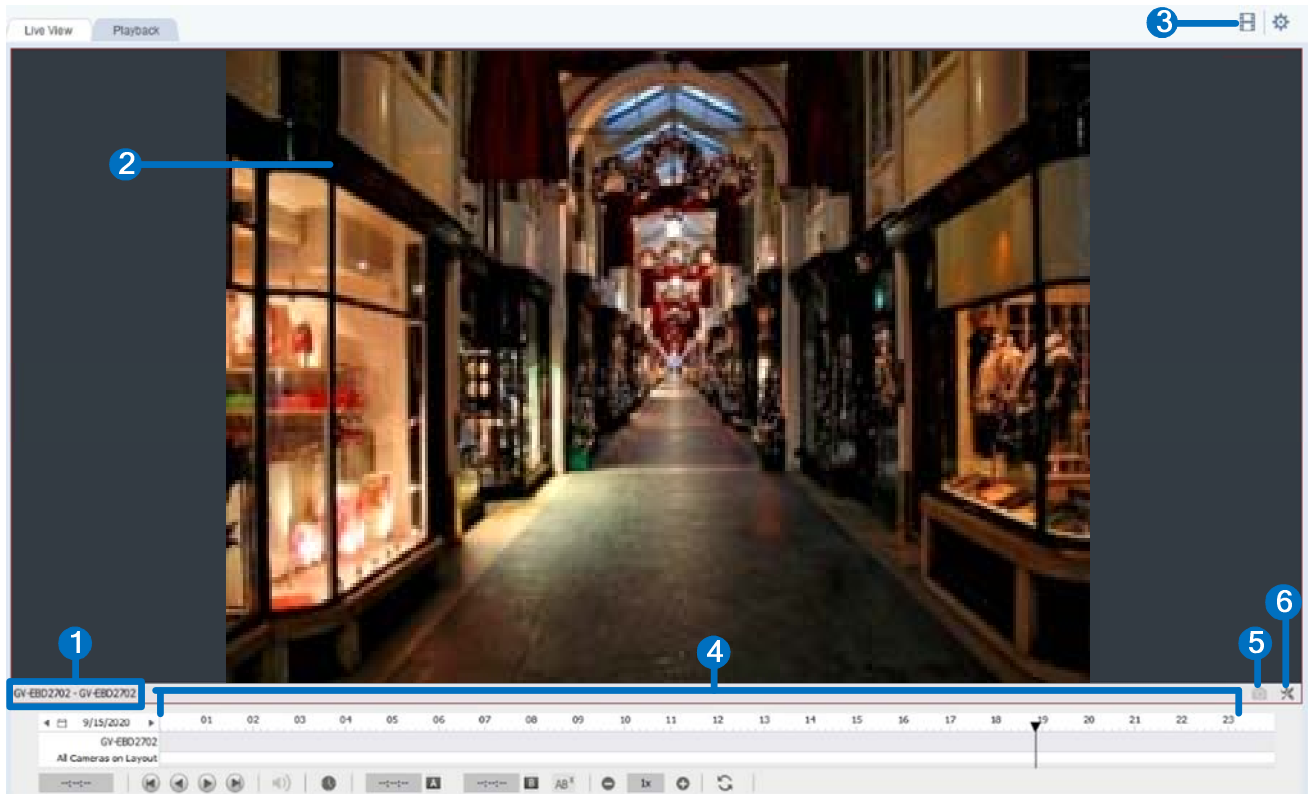 Live View Playback 3
2
6
1 4 5
GV-EBD2702 - GV-EBD2702
9/15/2020 01 02 03 04 05 06 07 08 09 10 11 12 13 14 15 16 17 18 19 20 21 22 23
GV-EBD2702
All Cameras on Layout
--:--:-- --:--:-- A --:--:-- B AB 1x